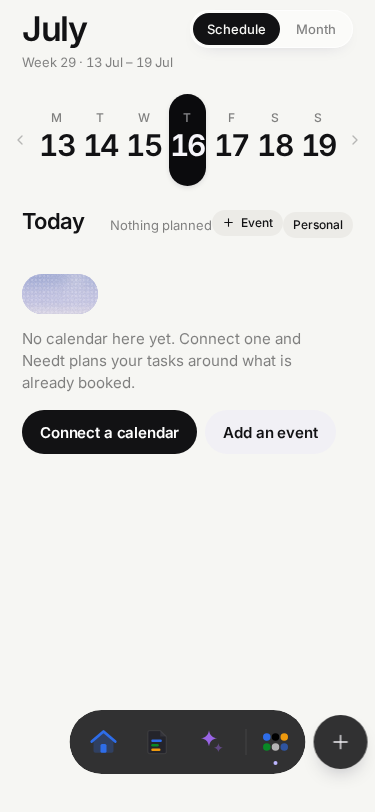 July
Schedule Month
Week 29 · 13 Jul – 19 Jul
M T W T F S S
13 14 15 16 17 18 19
Today Nothing planned + Event Personal
No calendar here yet. Connect one and
Needt plans your tasks around what is
already booked.
Connect a calendar Add an event